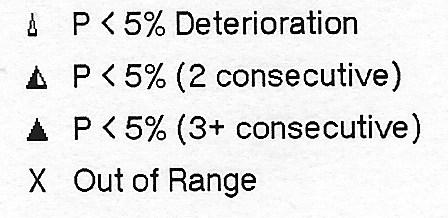 P < 5% Deterioration
P < 5% (2 consecutive)
P < 5% (3+ consecutive)
X Out of Range